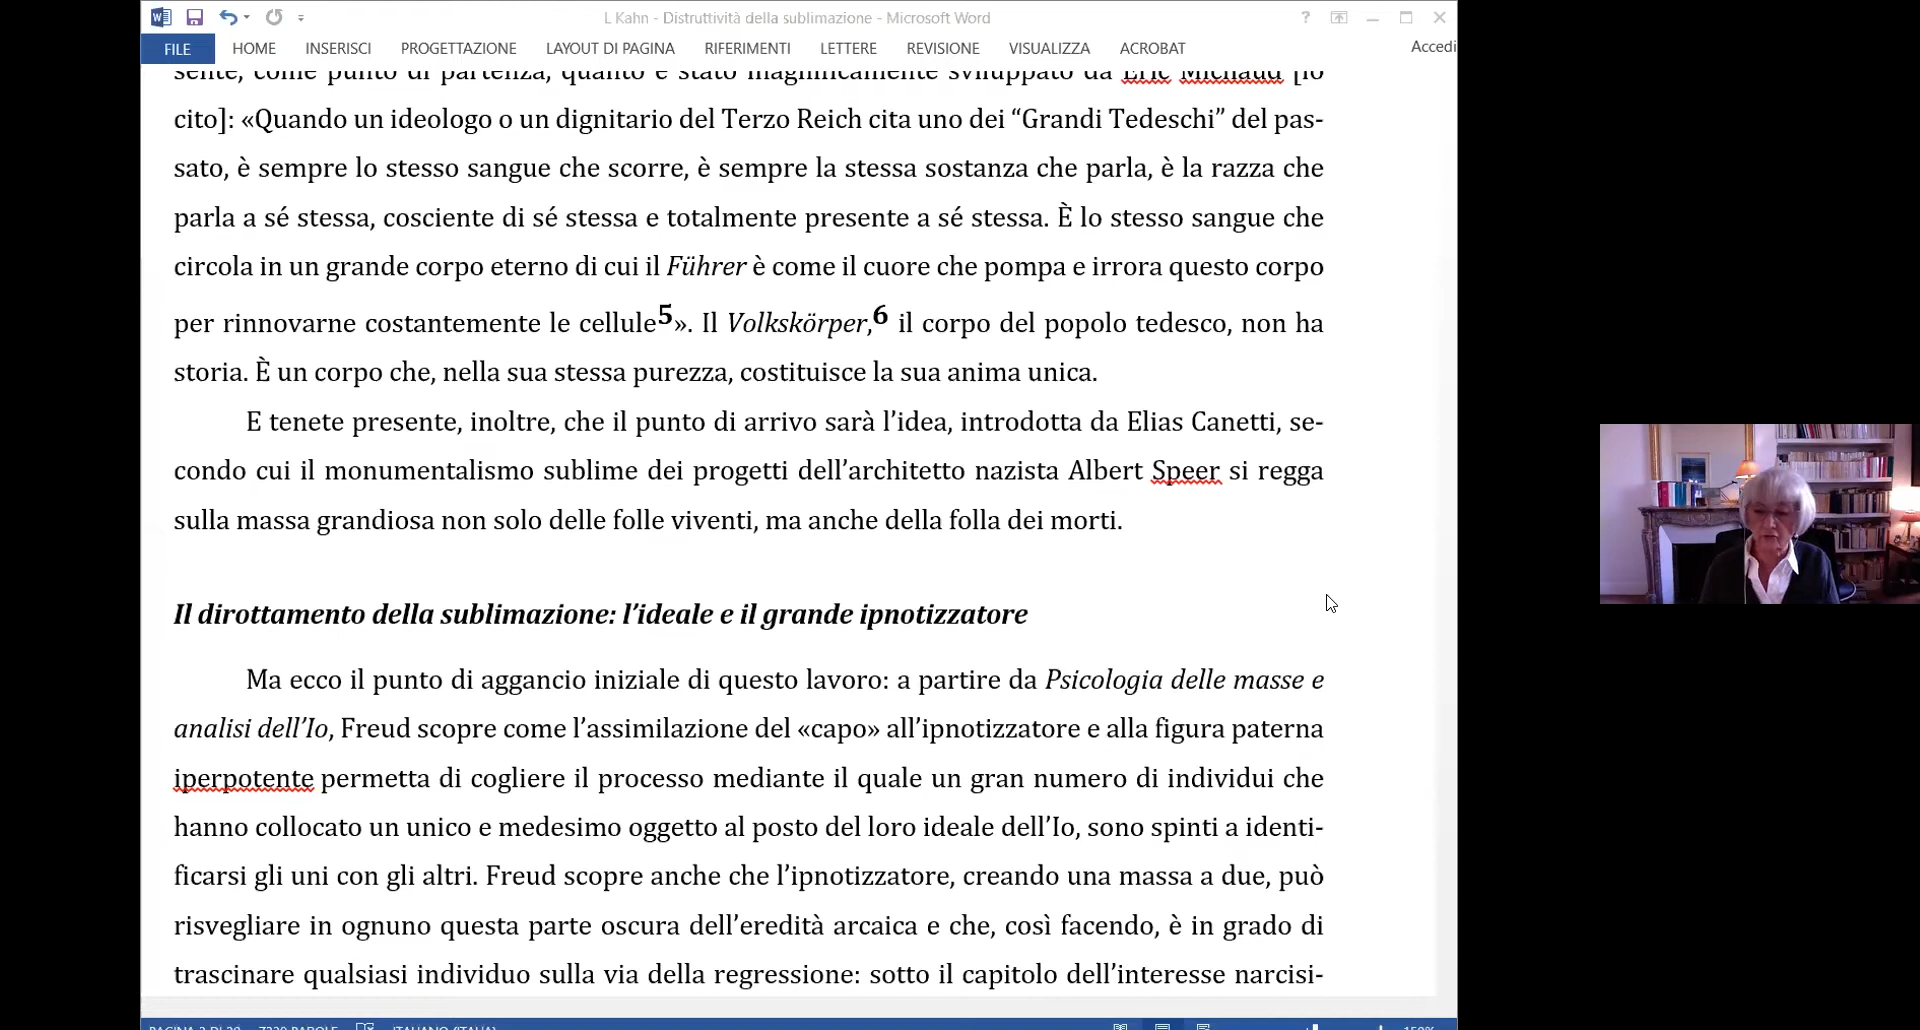 L Kahn - Distruttività della sublimazione - Microsoft Word
FILE HOME INSERISCI PROGETTAZIONE LAYOUT DI PAGINA RIFERIMENTI LETTERE REVISIONE VISUALIZZA ACROBAT Accedi
sente, come punto di partenza, quanto è stato magnificamente sviluppato da Eric Michaud [lo
cito]: «Quando un ideologo o un dignitario del Terzo Reich cita uno dei “Grandi Tedeschi” del pas-
sato, è sempre lo stesso sangue che scorre, è sempre la stessa sostanza che parla, è la razza che
parla a sé stessa, cosciente di sé stessa e totalmente presente a sé stessa. È lo stesso sangue che
circola in un grande corpo eterno di cui il Führer è come il cuore che pompa e irrora questo corpo
per rinnovarne costantemente le cellule5». Il Volkskörper,6 il corpo del popolo tedesco, non ha
storia. È un corpo che, nella sua stessa purezza, costituisce la sua anima unica.
E tenete presente, inoltre, che il punto di arrivo sarà l’idea, introdotta da Elias Canetti, se-
condo cui il monumentalismo sublime dei progetti dell’architetto nazista Albert Speer si regga
sulla massa grandiosa non solo delle folle viventi, ma anche della folla dei morti.
Il dirottamento della sublimazione: l’ideale e il grande ipnotizzatore
Ma ecco il punto di aggancio iniziale di questo lavoro: a partire da Psicologia delle masse e
analisi dell’Io, Freud scopre come l’assimilazione del «capo» all’ipnotizzatore e alla figura paterna
iperpotente permetta di cogliere il processo mediante il quale un gran numero di individui che
hanno collocato un unico e medesimo oggetto al posto del loro ideale dell’Io, sono spinti a identi-
ficarsi gli uni con gli altri. Freud scopre anche che l’ipnotizzatore, creando una massa a due, può
risvegliare in ognuno questa parte oscura dell’eredità arcaica e che, così facendo, è in grado di
trascinare qualsiasi individuo sulla via della regressione: sotto il capitolo dell’interesse narcisi-